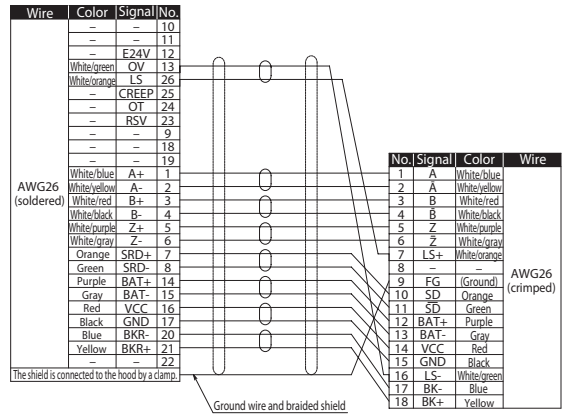 Wire Color Signal No.
– – 10
– – 11
– E24V 12
White/green OV 13
White/orange LS 26
– CREEP 25
– OT 24
– RSV 23
– – 9
– – 18
– – 19
White/blue A+ 1
White/yellow A- 2
White/red B+ 3
White/black B- 4
White/purple Z+ 5
White/gray Z- 6
Orange SRD+ 7
Green SRD- 8
Purple BAT+ 14
Gray BAT- 15
Red VCC 16
Black GND 17
Blue BKR- 20
Yellow BKR+ 21
– – 22
AWG26
(soldered)
The shield is connected to the hood by a clamp.
Ground wire and braided shield
No. Signal Color Wire
1 A White/blue
2 Ā White/yellow
3 B White/red
4 B̄ White/black
5 Z White/purple
6 Z̄ White/gray
7 LS+ White/orange
8 – –
9 FG (Ground)
10 SD Orange
11 S̅D̅ Green
12 BAT+ Purple
13 BAT- Gray
14 VCC Red
15 GND Black
16 LS- White/green
17 BK- Blue
18 BK+ Yellow
AWG26
(crimped)